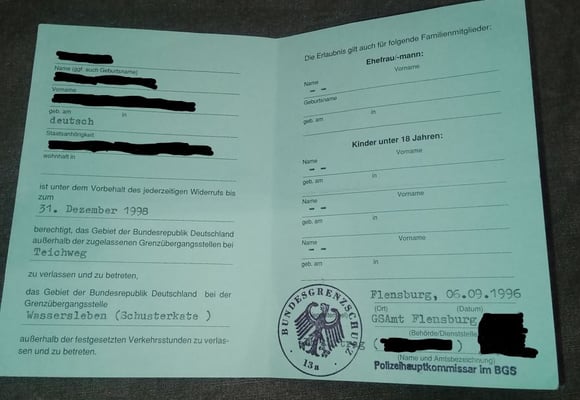 Name (ggf. auch Geburtsname)
Vorname
geb. am in
deutsch
Staatsangehörigkeit
wohnhaft in
ist unter dem Vorbehalt des jederzeitigen Widerrufs bis
zum
31. Dezember 1998
berechtigt, das Gebiet der Bundesrepublik Deutschland
außerhalb der zugelassenen Grenzübergangsstellen bei
Teichweg
zu verlassen und zu betreten,
das Gebiet der Bundesrepublik Deutschland bei der
Grenzübergangsstelle
Wassersleben (Schusterkate )
außerhalb der festgesetzten Verkehrsstunden zu verlas-
sen und zu betreten.
Die Erlaubnis gilt auch für folgende Familienmitglieder:
Ehefrau/-mann:
Name Vorname
- -
Geburtsname
geb. am in
Kinder unter 18 Jahren:
Name Vorname
- -
geb. am in
Name Vorname
- -
geb. am in
Name Vorname
- -
geb. am in
BUNDESGRENZSCHUTZ
13a
Flensburg, 06.09.1996
(Ort) (Datum)
GSAmt Flensburg
(Behörde/Dienststelle
(Name und Amtsbezeichnung)
Polizeihauptkommissar im BGS